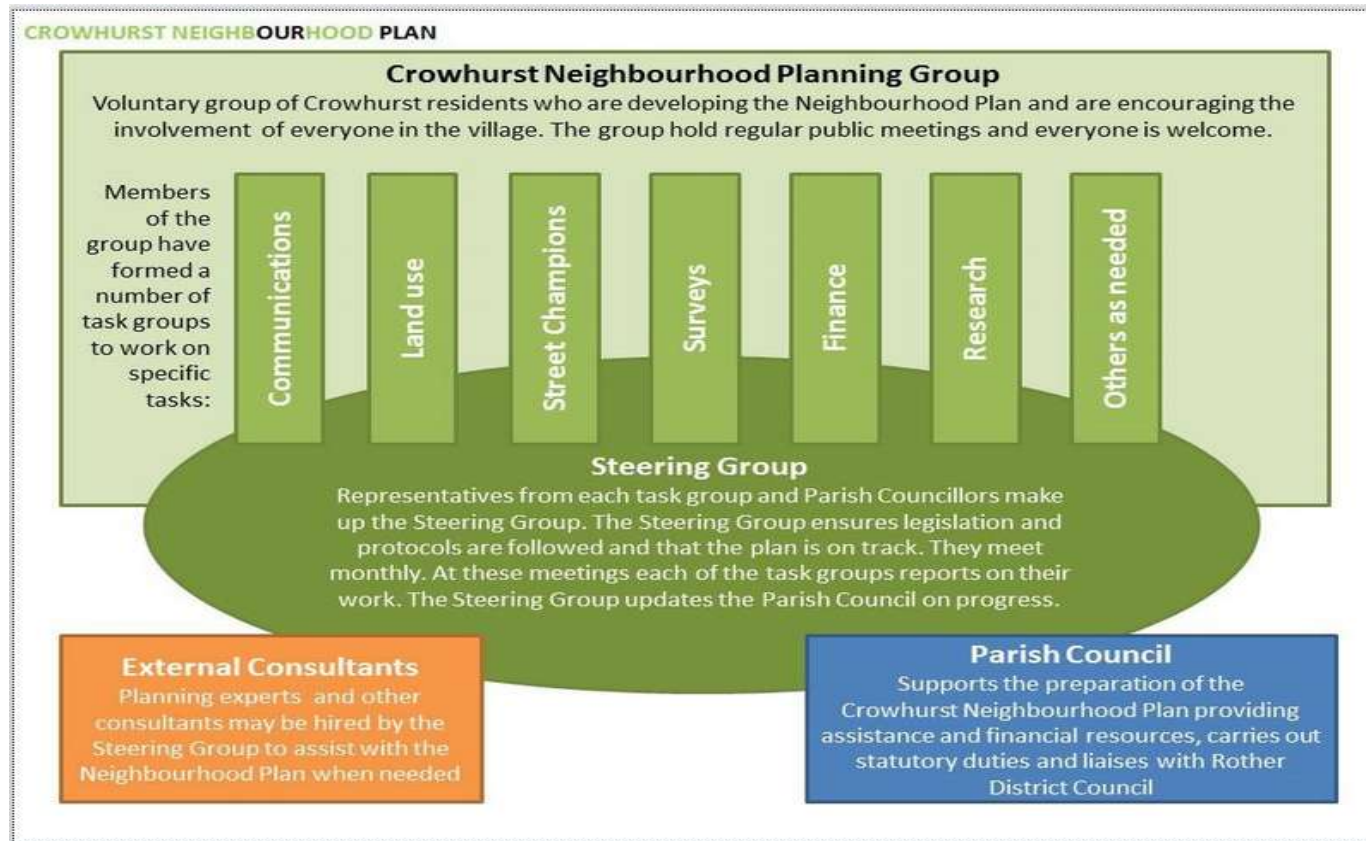 CROWHURST NEIGHBOURHOOD PLAN
Crowhurst Neighbourhood Planning Group
Voluntary group of Crowhurst residents who are developing the Neighbourhood Plan and are encouraging the
involvement of everyone in the village. The group hold regular public meetings and everyone is welcome.
Members
of the
group have
formed a
number of
task groups
to work on
specific
tasks:
Communications
Land use
Street Champions
Surveys
Finance
Research
Others as needed
Steering Group
Representatives from each task group and Parish Councillors make
up the Steering Group. The Steering Group ensures legislation and
protocols are followed and that the plan is on track. They meet
monthly. At these meetings each of the task groups reports on their
work. The Steering Group updates the Parish Council on progress.
External Consultants
Planning experts and other
consultants may be hired by the
Steering Group to assist with the
Neighbourhood Plan when needed
Parish Council
Supports the preparation of the
Crowhurst Neighbourhood Plan providing
assistance and financial resources, carries out
statutory duties and liaises with Rother
District Council